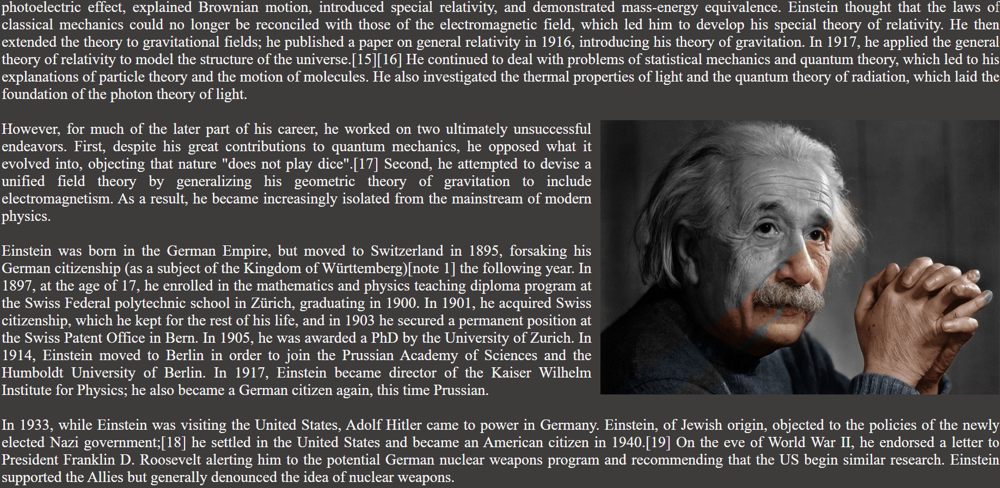 photoelectric effect, explained Brownian motion, introduced special relativity, and demonstrated mass-energy equivalence. Einstein thought that the laws of
classical mechanics could no longer be reconciled with those of the electromagnetic field, which led him to develop his special theory of relativity. He then
extended the theory to gravitational fields; he published a paper on general relativity in 1916, introducing his theory of gravitation. In 1917, he applied the general
theory of relativity to model the structure of the universe.[15][16] He continued to deal with problems of statistical mechanics and quantum theory, which led to his
explanations of particle theory and the motion of molecules. He also investigated the thermal properties of light and the quantum theory of radiation, which laid the
foundation of the photon theory of light.
However, for much of the later part of his career, he worked on two ultimately unsuccessful
endeavors. First, despite his great contributions to quantum mechanics, he opposed what it
evolved into, objecting that nature "does not play dice".[17] Second, he attempted to devise a
unified field theory by generalizing his geometric theory of gravitation to include
electromagnetism. As a result, he became increasingly isolated from the mainstream of modern
physics.
Einstein was born in the German Empire, but moved to Switzerland in 1895, forsaking his
German citizenship (as a subject of the Kingdom of Württemberg)[note 1] the following year. In
1897, at the age of 17, he enrolled in the mathematics and physics teaching diploma program at
the Swiss Federal polytechnic school in Zürich, graduating in 1900. In 1901, he acquired Swiss
citizenship, which he kept for the rest of his life, and in 1903 he secured a permanent position at
the Swiss Patent Office in Bern. In 1905, he was awarded a PhD by the University of Zurich. In
1914, Einstein moved to Berlin in order to join the Prussian Academy of Sciences and the
Humboldt University of Berlin. In 1917, Einstein became director of the Kaiser Wilhelm
Institute for Physics; he also became a German citizen again, this time Prussian.
In 1933, while Einstein was visiting the United States, Adolf Hitler came to power in Germany. Einstein, of Jewish origin, objected to the policies of the newly
elected Nazi government;[18] he settled in the United States and became an American citizen in 1940.[19] On the eve of World War II, he endorsed a letter to
President Franklin D. Roosevelt alerting him to the potential German nuclear weapons program and recommending that the US begin similar research. Einstein
supported the Allies but generally denounced the idea of nuclear weapons.